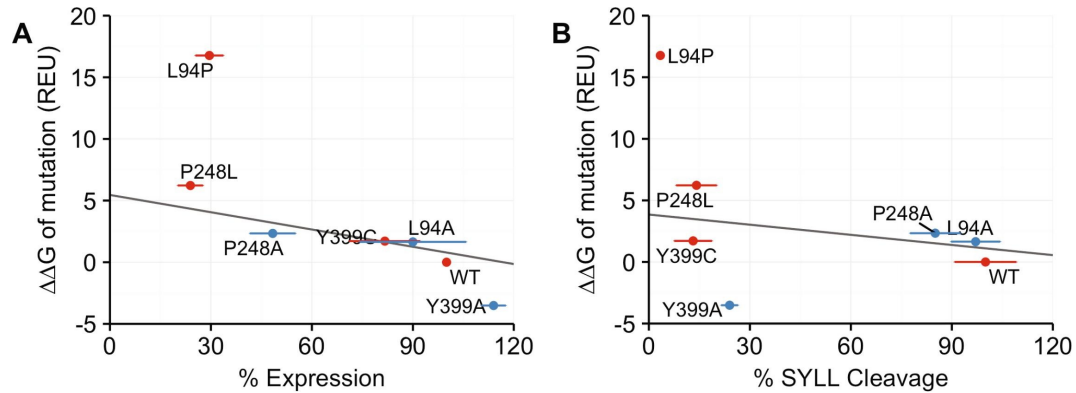 A
ΔΔG of mutation (REU)
20
15
10
5
0
-5
L94P
P248L
P248A
Y399C
L94A
WT
Y399A
0 30 60 90 120
% Expression
B
ΔΔG of mutation (REU)
20
15
10
5
0
-5
L94P
P248L
Y399C
Y399A
P248A
L94A
WT
0 30 60 90 120
% SYLL Cleavage